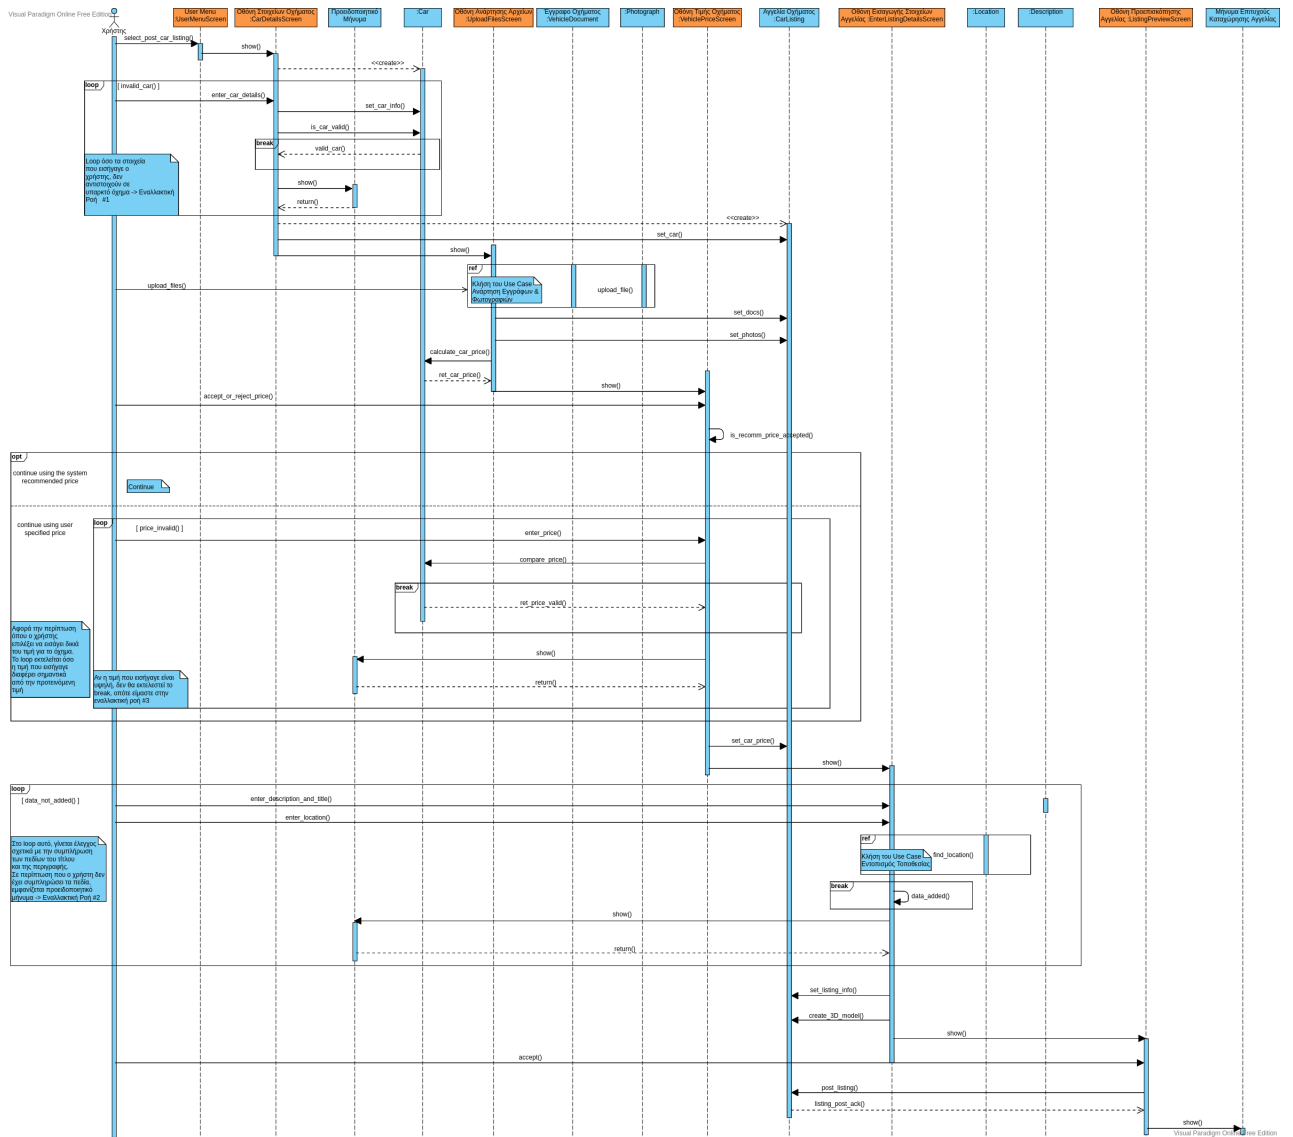 Visual Paradigm Online Free Edition
Χρήστης
User Menu
:UserMenuScreen
Οθόνη Στοιχείων Οχήματος
:CarDetailsScreen
Προειδοποιητικό
Μήνυμα
:Car
Οθόνη Ανάρτησης Αρχείων
:UploadFilesScreen
Έγγραφο Οχήματος
:VehicleDocument
:Photograph
Οθόνη Τιμής Οχήματος
:VehiclePriceScreen
Αγγελία Οχήματος
:CarListing
Οθόνη Εισαγωγής Στοιχείων
Αγγελίας :EnterListingDetailsScreen
:Location
:Description
Οθόνη Προεπισκόπησης
Αγγελίας :ListingPreviewScreen
Μήνυμα Επιτυχούς
Καταχώρησης Αγγελίας
select_post_car_listing()
show()
<<create>>
loop
[ invalid_car() ]
enter_car_details()
set_car_info()
is_car_valid()
break
valid_car()
Loop όσο τα στοιχεία
που εισήγαγε ο
χρήστης, δεν
αντιστοιχούν σε
υπαρκτό όχημα -> Εναλλακτική
Ροή #1
show()
return()
<<create>>
set_car()
show()
ref
Κλήση του Use Case
Ανάρτηση Εγγράφων &
Φωτογραφιών
upload_file()
upload_files()
set_docs()
set_photos()
calculate_car_price()
ret_car_price()
show()
accept_or_reject_price()
is_recomm_price_accepted()
opt
continue using the system
recommended price
Continue
continue using user
specified price
loop
[ price_invalid() ]
enter_price()
compare_price()
break
ret_price_valid()
Αφορά την περίπτωση
όπου ο χρήστης
επιλέξει να εισάγει δικιά
του τιμή για το όχημα.
Το loop εκτελείται όσο
η τιμή που εισήγαγε
διαφέρει σημαντικά
από την προτεινόμενη
τιμή
show()
Αν η τιμή που εισήγαγε είναι
υψηλή, δεν θα εκτελεστεί το
break, οπότε είμαστε στην
εναλλακτική ροή #3
return()
set_car_price()
show()
loop
[ data_not_added() ]
enter_description_and_title()
enter_location()
Στο loop αυτό, γίνεται έλεγχος
σχετικά με την συμπλήρωση
των πεδίων του τίτλου
και της περιγραφής.
Σε περίπτωση που ο χρήστη δεν
έχει συμπληρώσει τα πεδία,
εμφανίζεται προειδοποιητικό
μήνυμα -> Εναλλακτική Ροή #2
ref
Κλήση του Use Case
Εντοπισμός Τοποθεσίας
find_location()
break
data_added()
show()
return()
set_listing_info()
create_3D_model()
show()
accept()
post_listing()
listing_post_ack()
show()
Visual Paradigm Online Free Edition